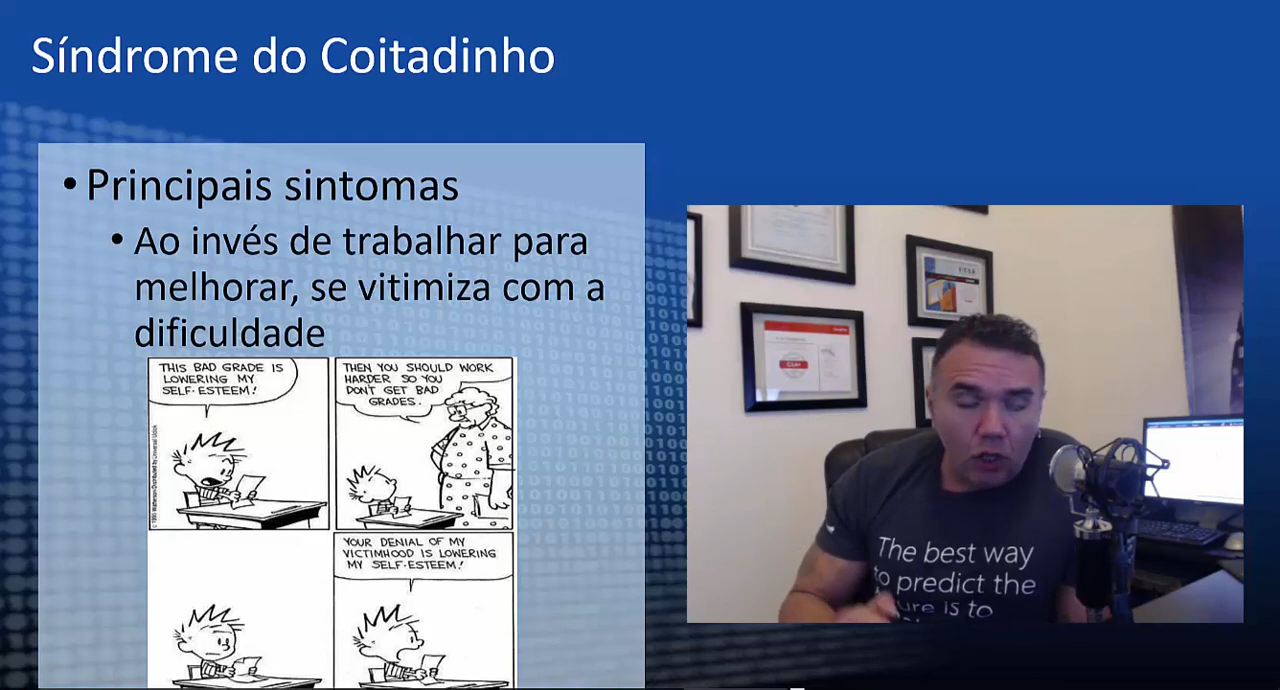 Síndrome do Coitadinho
• Principais sintomas
• Ao invés de trabalhar para
melhorar, se vitimiza com a
dificuldade
THIS BAD GRADE IS
LOWERING MY
SELF-ESTEEM!
THEN YOU SHOULD WORK
HARDER SO YOU
DON'T GET BAD
GRADES.
YOUR DENIAL OF MY
VICTIMHOOD IS LOWERING
MY SELF-ESTEEM!
The best way
to predict the
is to